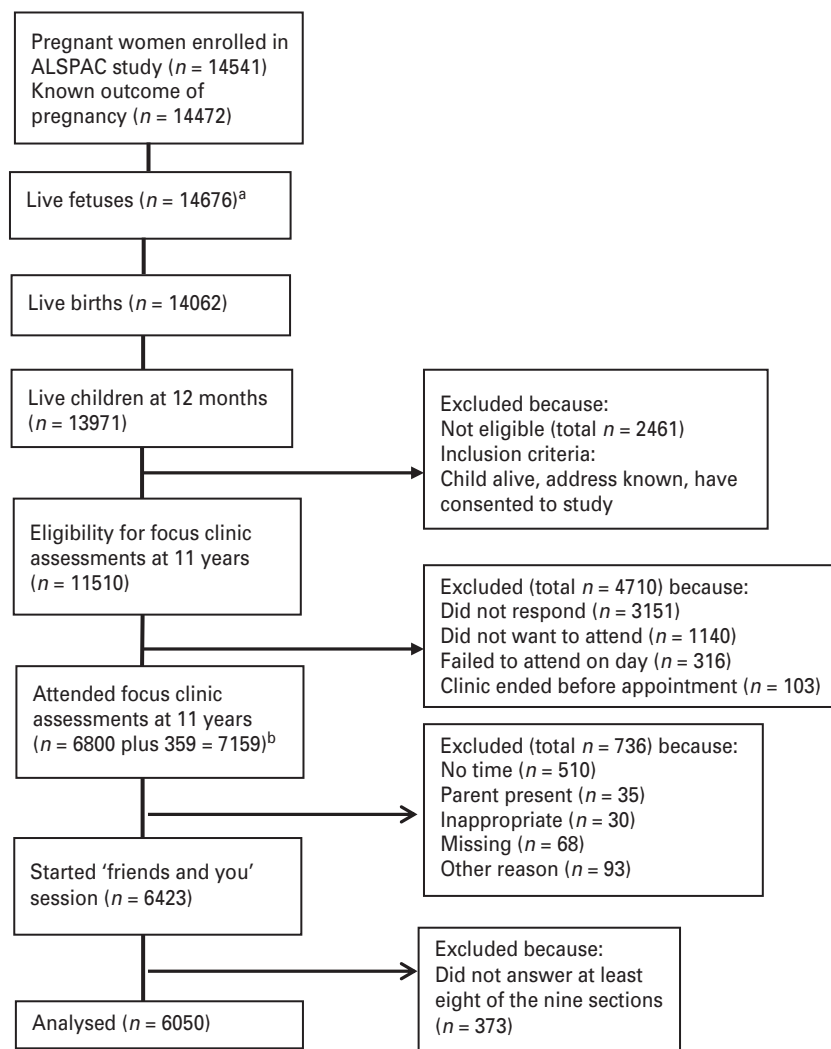 Pregnant women enrolled in
ALSPAC study (n = 14541)
Known outcome of
pregnancy (n = 14472)
Live fetuses (n = 14676)a
Live births (n = 14062)
Live children at 12 months
(n = 13971)
Excluded because:
Not eligible (total n = 2461)
Inclusion criteria:
Child alive, address known, have
consented to study
Eligibility for focus clinic
assessments at 11 years
(n = 11510)
Excluded (total n = 4710) because:
Did not respond (n = 3151)
Did not want to attend (n = 1140)
Failed to attend on day (n = 316)
Clinic ended before appointment (n = 103)
Attended focus clinic
assessments at 11 years
(n = 6800 plus 359 = 7159)b
Excluded (total n = 736) because:
No time (n = 510)
Parent present (n = 35)
Inappropriate (n = 30)
Missing (n = 68)
Other reason (n = 93)
Started ‘friends and you’
session (n = 6423)
Excluded because:
Did not answer at least
eight of the nine sections
(n = 373)
Analysed (n = 6050)